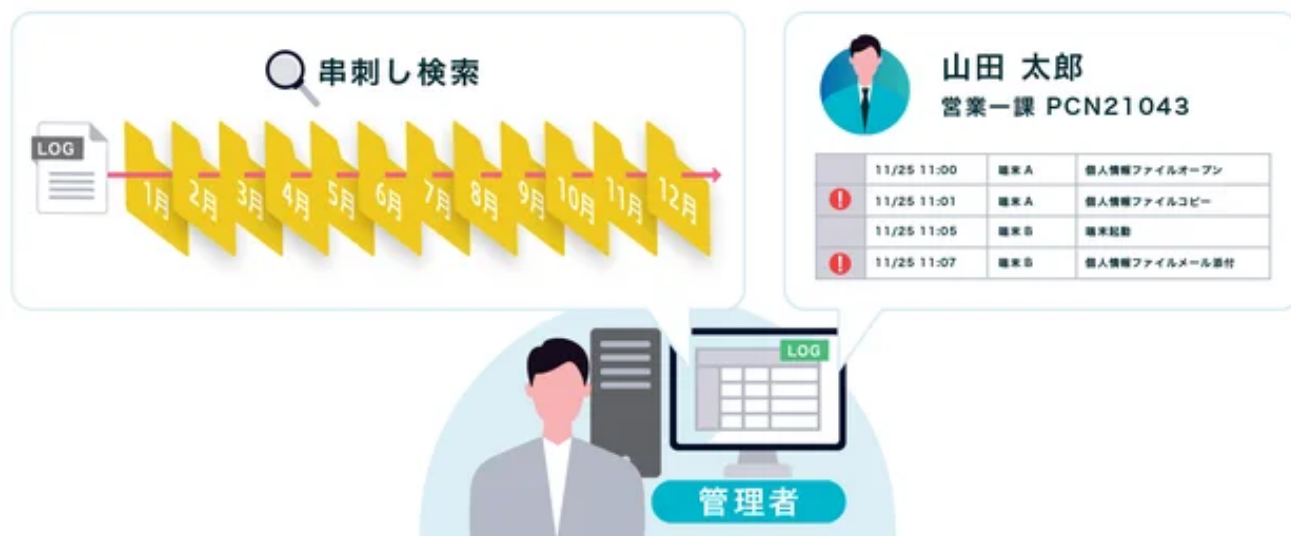 串刺し検索
LOG
1月 2月 3月 4月 5月 6月 7月 8月 9月 10月 11月 12月
山田 太郎
営業一課 PCN21043
11/25 11:00 端末 A 個人情報ファイルオープン
11/25 11:01 端末 A 個人情報ファイルコピー
11/25 11:05 端末 B 端末起動
11/25 11:07 端末 B 個人情報ファイルメール添付
LOG
管理者